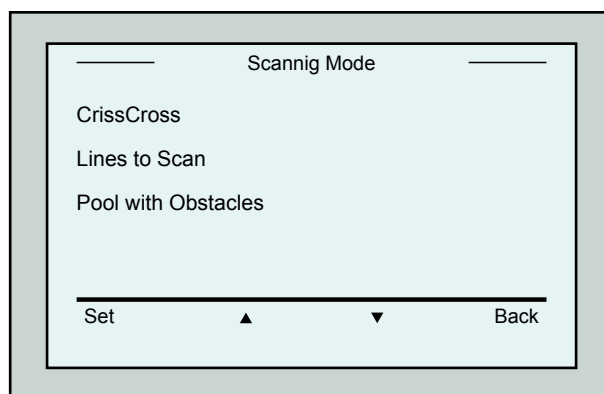 Scannig Mode
CrissCross
Lines to Scan
Pool with Obstacles
Set ▲ ▼ Back